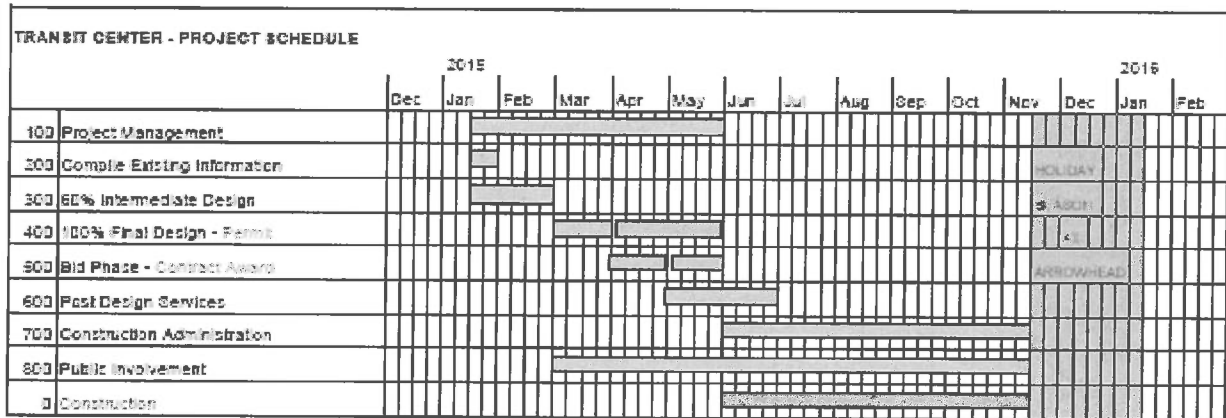 TRANSIT CENTER - PROJECT SCHEDULE
2015 2016
Dec Jan Feb Mar Apr May Jun Jul Aug Sep Oct Nov Dec Jan Feb
100 Project Management
200 Compile Existing Information
300 60% Intermediate Design
400 100% Final Design - Permit
500 Bid Phase - Contract Award
600 Post Design Services
700 Construction Administration
800 Public Involvement
0 Construction
HOLIDAY
ARROWHEAD